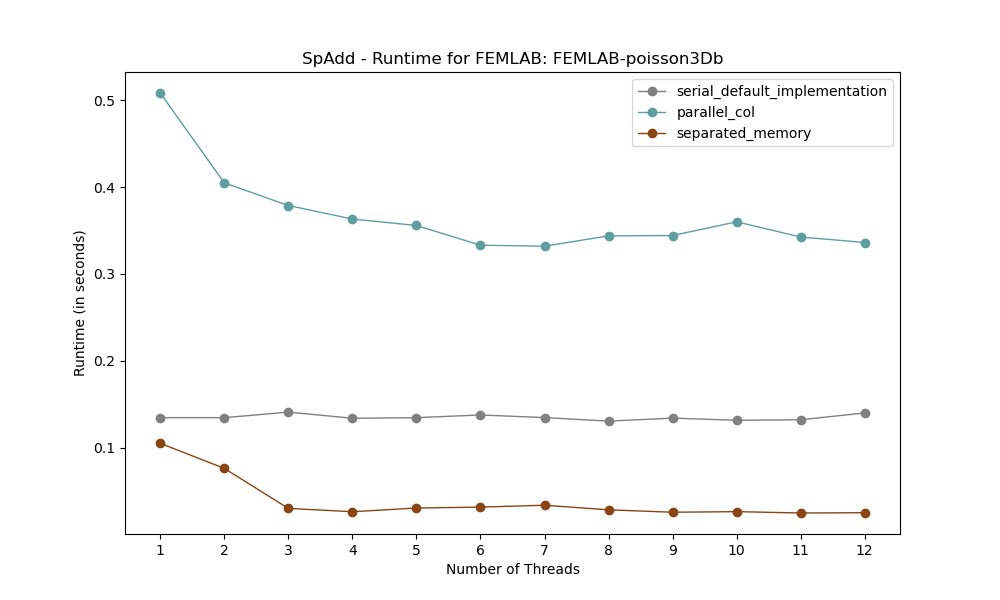 SpAdd - Runtime for FEMLAB: FEMLAB-poisson3Db
serial_default_implementation
parallel_col
separated_memory
Runtime (in seconds)
0.5
0.4
0.3
0.2
0.1
1 2 3 4 5 6 7 8 9 10 11 12
Number of Threads